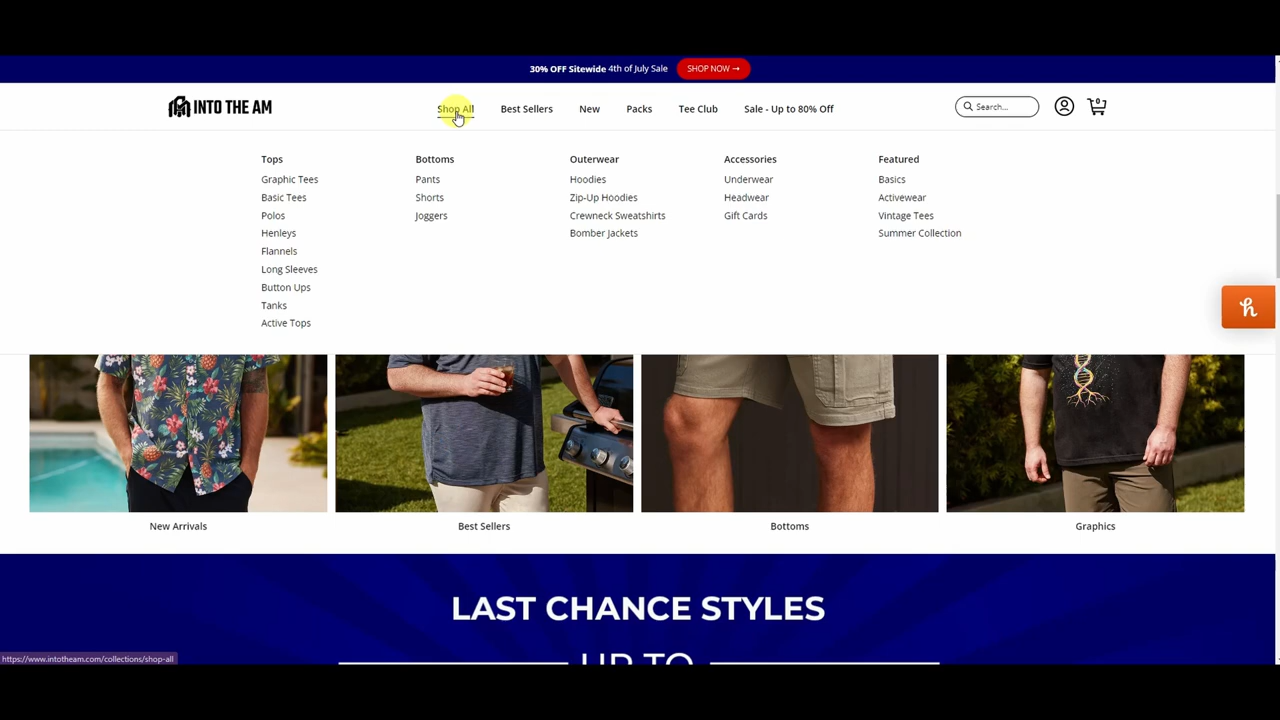 30% OFF Sitewide 4th of July Sale SHOP NOW →
INTO THE AM
Shop All Best Sellers New Packs Tee Club Sale - Up to 80% Off
Search... 0
Tops
Graphic Tees
Basic Tees
Polos
Henleys
Flannels
Long Sleeves
Button Ups
Tanks
Active Tops
Bottoms
Pants
Shorts
Joggers
Outerwear
Hoodies
Zip-Up Hoodies
Crewneck Sweatshirts
Bomber Jackets
Accessories
Underwear
Headwear
Gift Cards
Featured
Basics
Activewear
Vintage Tees
Summer Collection
h
New Arrivals
Best Sellers
Bottoms
Graphics
LAST CHANCE STYLES
UP TO
https://www.intotheam.com/collections/shop-all